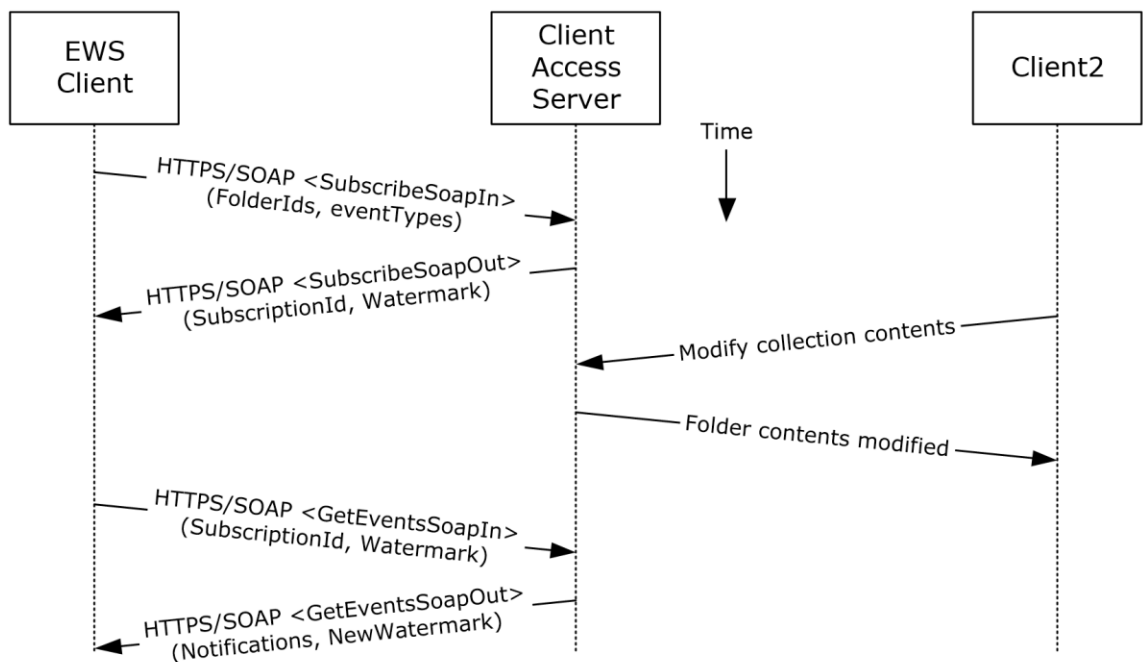 EWS
Client
Client
Access
Server
Client2
Time
HTTPS/SOAP <SubscribeSoapIn>
(FolderIds, eventTypes)
HTTPS/SOAP <SubscribeSoapOut>
(SubscriptionId, Watermark)
Modify collection contents
Folder contents modified
HTTPS/SOAP <GetEventsSoapIn>
(SubscriptionId, Watermark)
HTTPS/SOAP <GetEventsSoapOut>
(Notifications, NewWatermark)